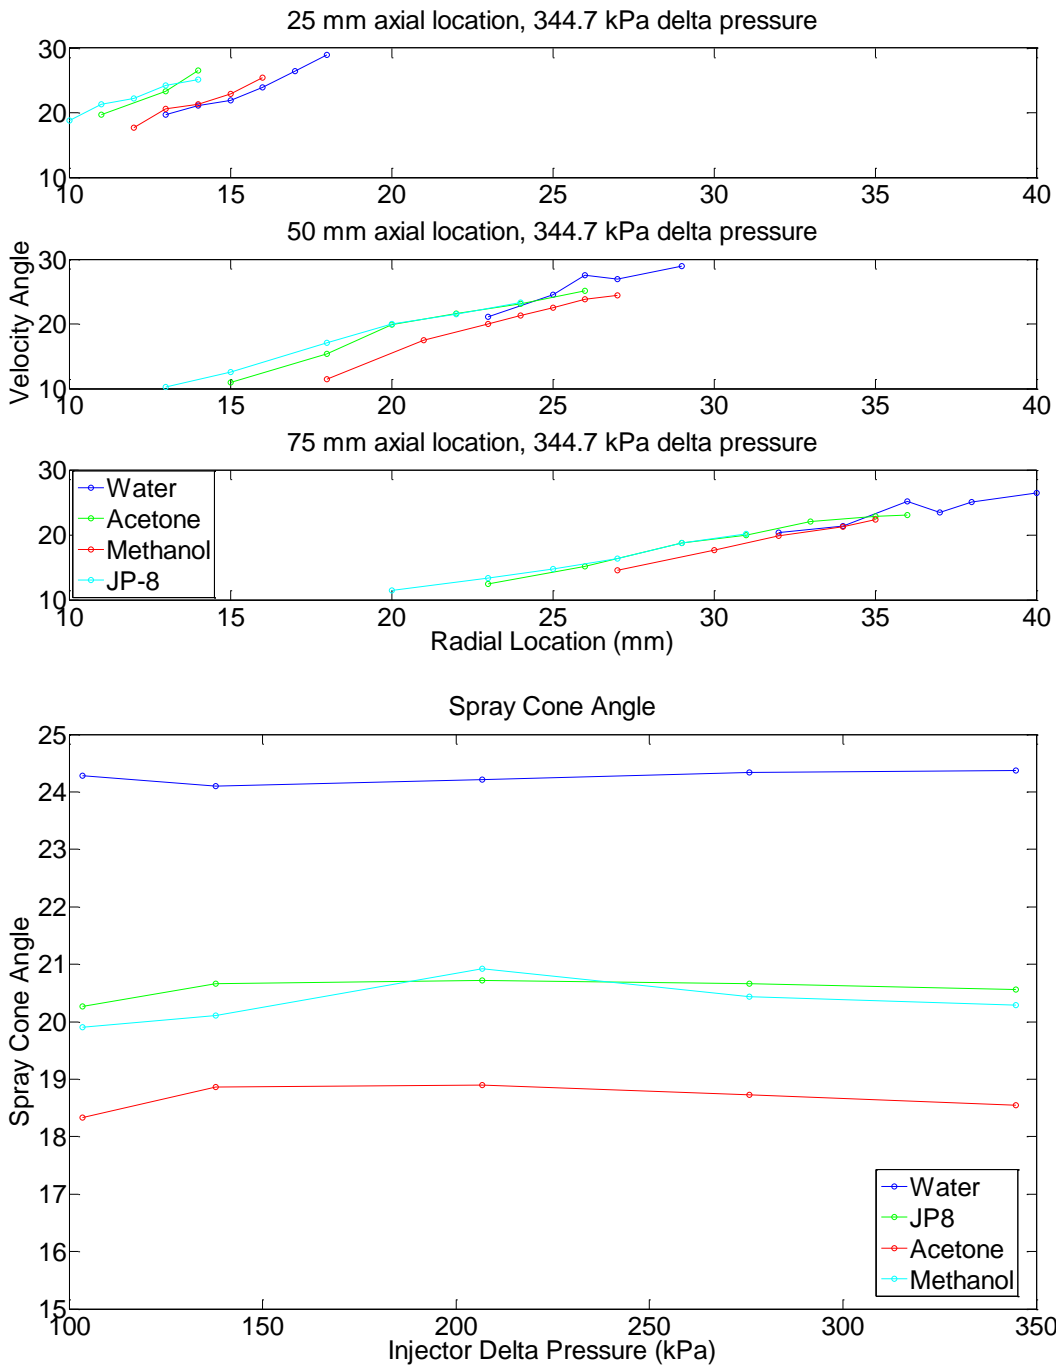 25 mm axial location, 344.7 kPa delta pressure
30
20
10
10 15 20 25 30 35 40
50 mm axial location, 344.7 kPa delta pressure
Velocity Angle
30
20
10
10 15 20 25 30 35 40
75 mm axial location, 344.7 kPa delta pressure
30
20
10
Water
Acetone
Methanol
JP-8
10 15 20 25 30 35 40
Radial Location (mm)
Spray Cone Angle
Spray Cone Angle
25
24
23
22
21
20
19
18
17
16
15
Water
JP8
Acetone
Methanol
100 150 200 250 300 350
Injector Delta Pressure (kPa)